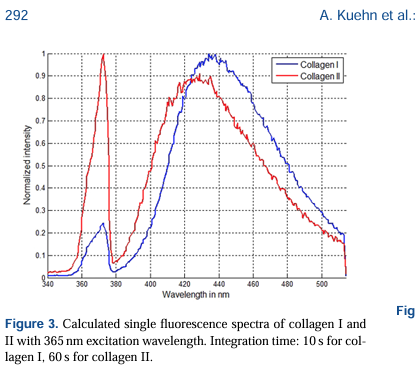 292
A. Kuehn et al.:
Collagen I
Collagen II
Normalized intensity
1
0.9
0.8
0.7
0.6
0.5
0.4
0.3
0.2
0.1
0
340 360 380 400 420 440 460 480 500
Wavelength in nm
Fig
Figure 3. Calculated single fluorescence spectra of collagen I and
II with 365 nm excitation wavelength. Integration time: 10 s for col-
lagen I, 60 s for collagen II.